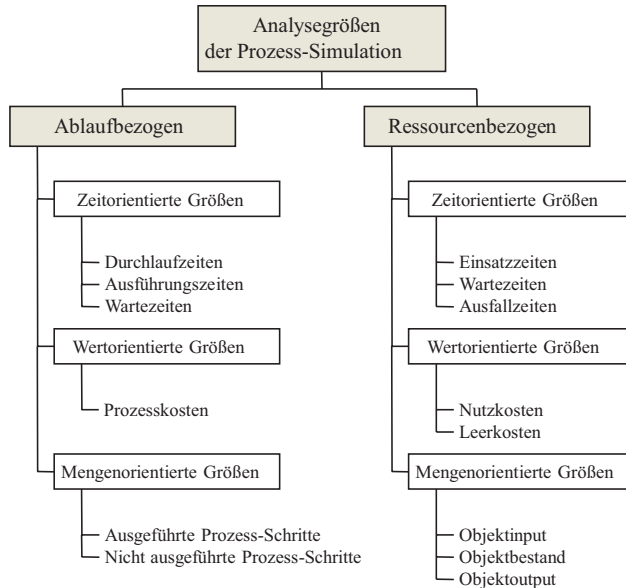 Analysegrößen
der Prozess-Simulation
Ablaufbezogen
Zeitorientierte Größen
Durchlaufzeiten
Ausführungszeiten
Wartezeiten
Wertorientierte Größen
Prozesskosten
Mengenorientierte Größen
Ausgeführte Prozess-Schritte
Nicht ausgeführte Prozess-Schritte
Ressourcenbezogen
Zeitorientierte Größen
Einsatzzeiten
Wartezeiten
Ausfallzeiten
Wertorientierte Größen
Nutzkosten
Leerkosten
Mengenorientierte Größen
Objektinput
Objektbestand
Objektoutput